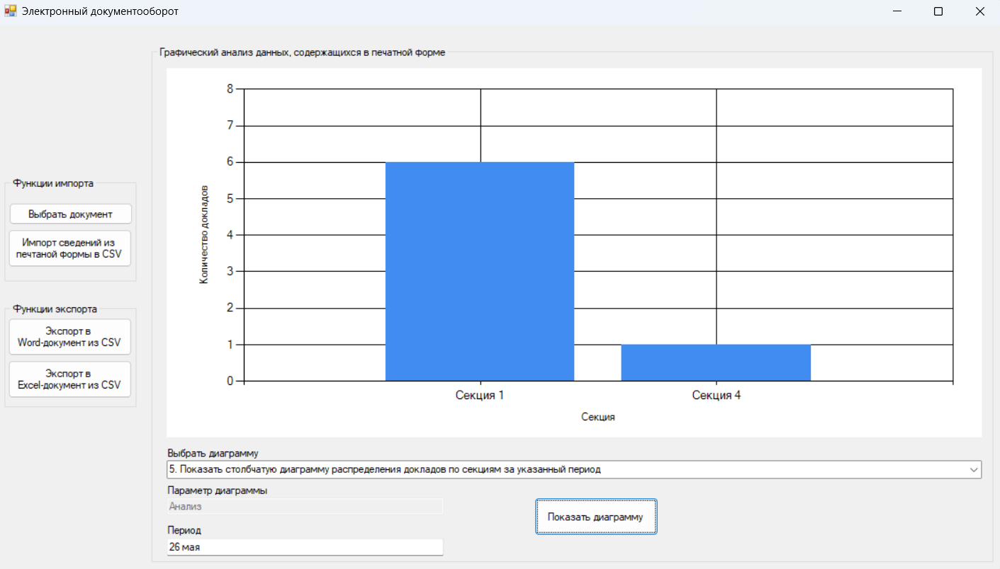 Электронный документооборот
Графический анализ данных, содержащихся в печатной форме
8
7
6
5
4
3
2
1
0
Количество докладов
Секция 1
Секция 4
Секция
Функции импорта
Выбрать документ
Импорт сведений из
печтаной формы в CSV
Функции экспорта
Экспорт в
Word-документ из CSV
Экспорт в
Excel-документ из CSV
Выбрать диаграмму
5. Показать столбчатую диаграмму распределения докладов по секциям за указанный период
Параметр диаграммы
Анализ
Показать диаграмму
Период
26 мая